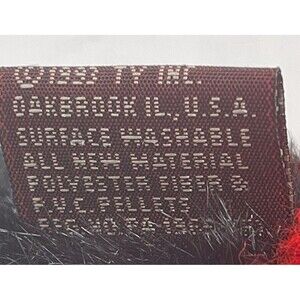 © 1993 TY INC.
OAKBROOK IL., U.S.A.
SURFACE WASHABLE
ALL NEW MATERIAL
POLYESTER FIBER &
P.V.C. PELLETS